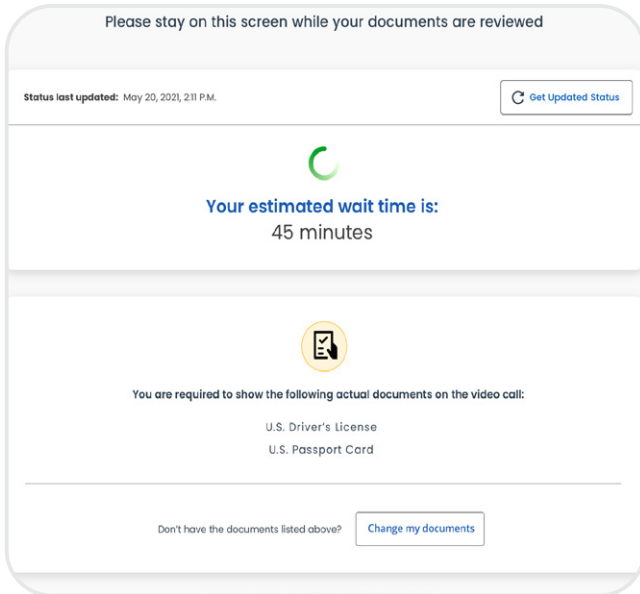 Please stay on this screen while your documents are reviewed
Status last updated: May 20, 2021, 2:11 P.M.
Get Updated Status
Your estimated wait time is:
45 minutes
You are required to show the following actual documents on the video call:
U.S. Driver's License
U.S. Passport Card
Don't have the documents listed above?
Change my documents